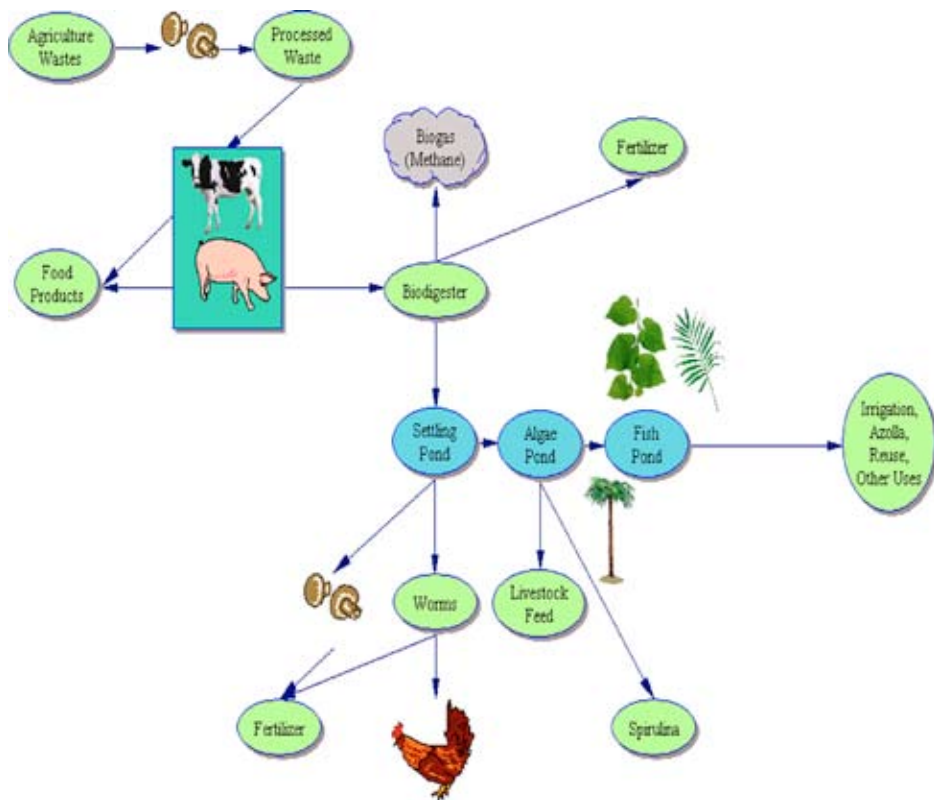 Agriculture
Wastes
Processed
Waste
Biogas
(Methane)
Fertilizer
Food
Products
Biodigester
Settling
Pond
Algae
Pond
Fish
Pond
Irrigation,
Azolla,
Reuse,
Other Uses
Worms
Livestock
Feed
Fertilizer
Spirulina